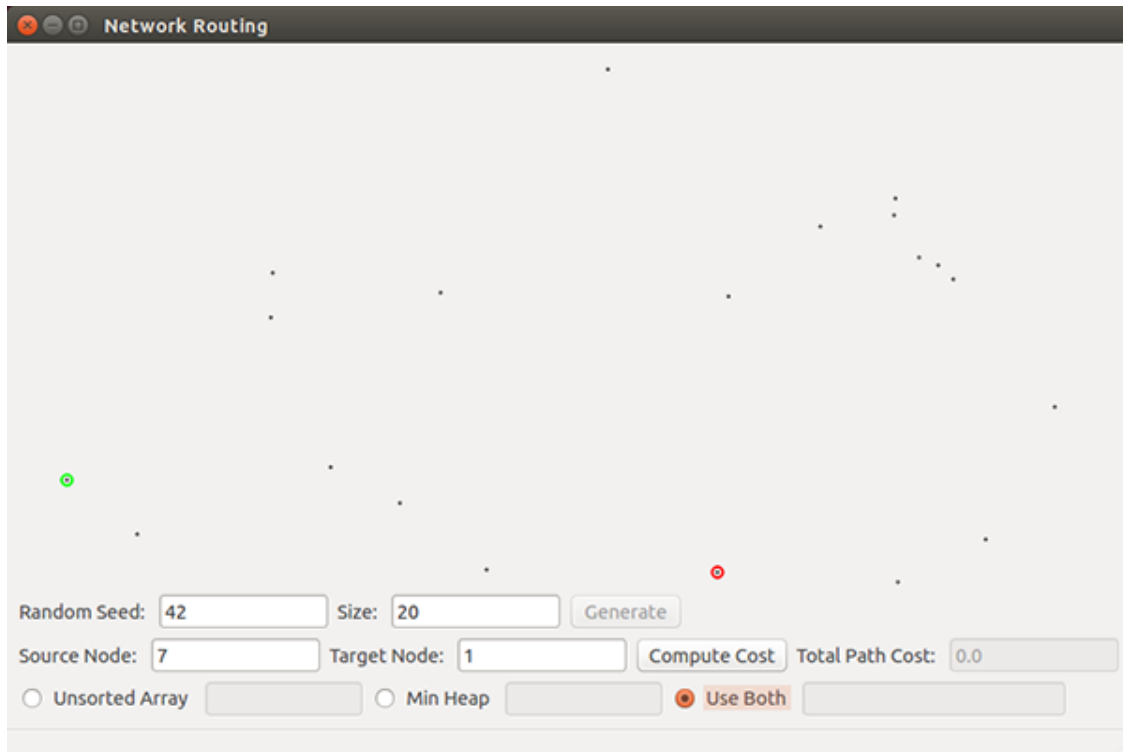 Network Routing
Random Seed: 42 Size: 20 Generate
Source Node: 7 Target Node: 1 Compute Cost Total Path Cost: 0.0
Unsorted Array Min Heap Use Both